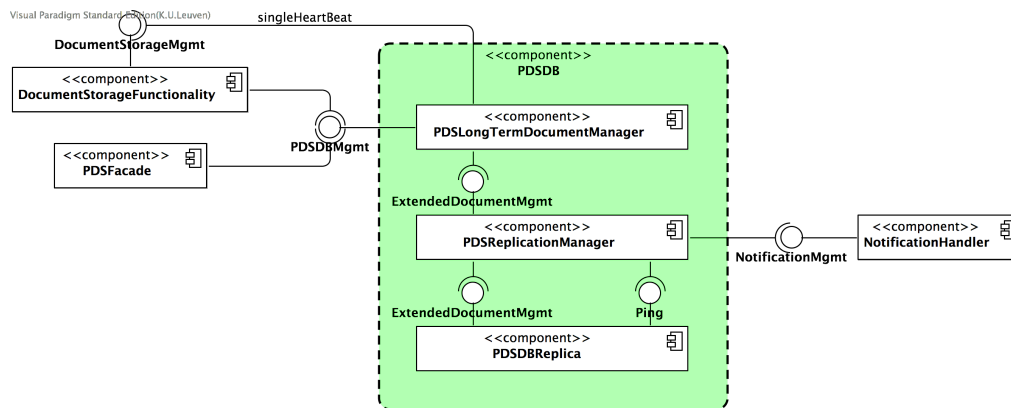 Visual Paradigm Standard Edition(K.U.Leuven)
singleHeartBeat
DocumentStorageMgmt
<<component>>
PDSDB
<<component>>
DocumentStorageFunctionality
<<component>>
PDSLongTermDocumentManager
PDSDBMgmt
<<component>>
PDSFacade
ExtendedDocumentMgmt
<<component>>
PDSReplicationManager
<<component>>
NotificationHandler
NotificationMgmt
ExtendedDocumentMgmt
Ping
<<component>>
PDSDBReplica